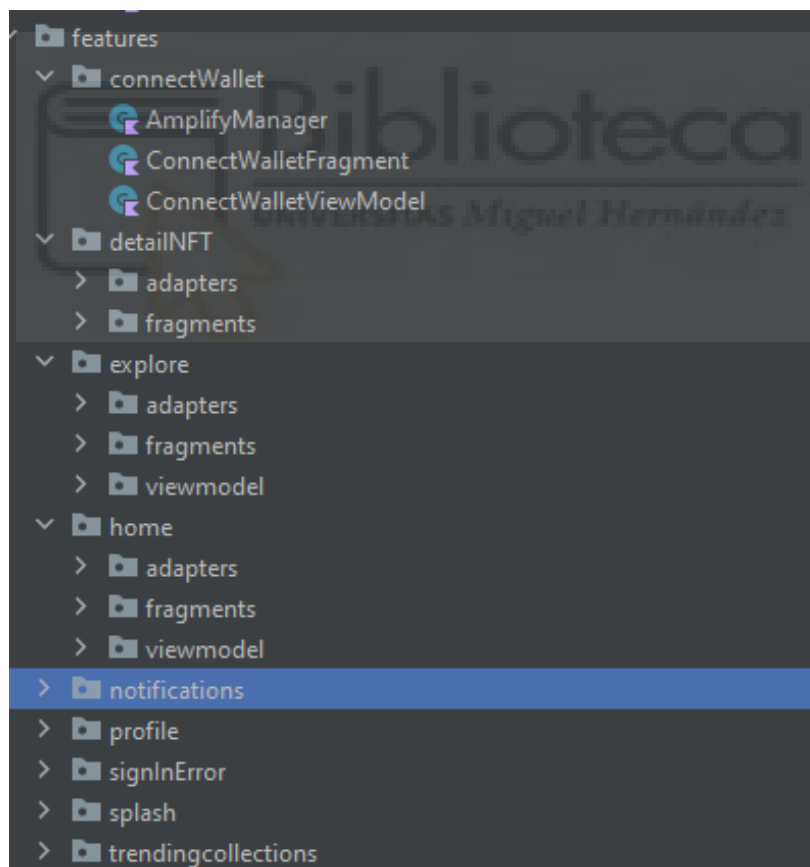 features
connectWallet
Biblioteca
AmplifyManager
ConnectWalletFragment
ConnectWalletViewModel
UNIVERSITAS Miguel Hernández
detailNFT
adapters
fragments
explore
adapters
fragments
viewmodel
home
adapters
fragments
viewmodel
notifications
profile
signInError
splash
trendingcollections